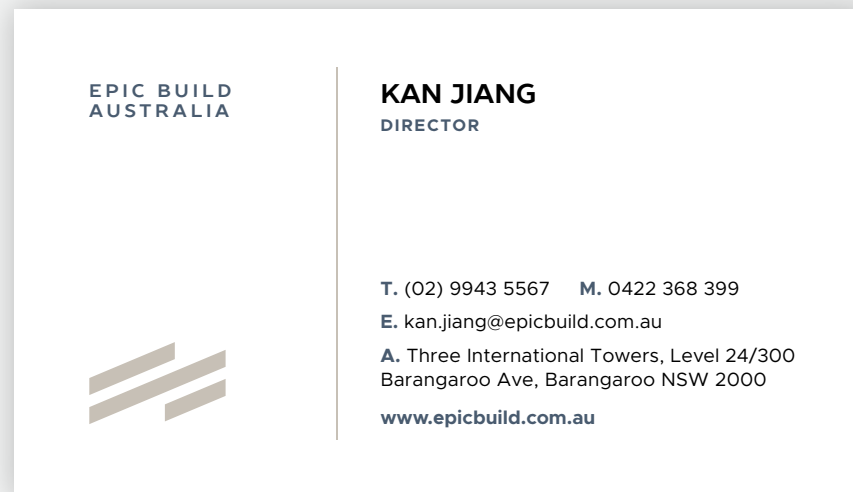 EPIC BUILD
AUSTRALIA
KAN JIANG
DIRECTOR
T. (02) 9943 5567 M. 0422 368 399
E. kan.jiang@epicbuild.com.au
A. Three International Towers, Level 24/300
Barangaroo Ave, Barangaroo NSW 2000
www.epicbuild.com.au